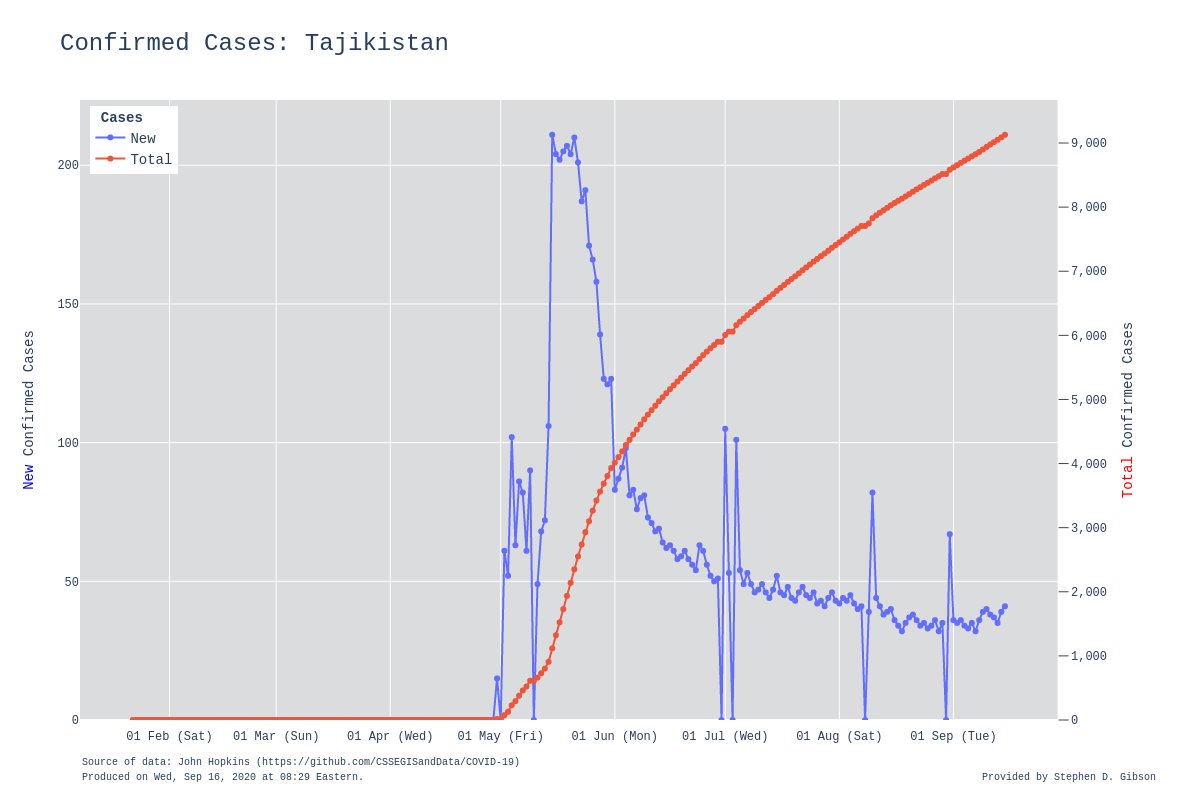 Confirmed Cases: Tajikistan
Cases
New
Total
200
150
100
50
0
New Confirmed Cases
9,000
8,000
7,000
6,000
5,000
4,000
3,000
2,000
1,000
0
Total Confirmed Cases
01 Feb (Sat) 01 Mar (Sun) 01 Apr (Wed) 01 May (Fri) 01 Jun (Mon) 01 Jul (Wed) 01 Aug (Sat) 01 Sep (Tue)
Source of data: John Hopkins (https://github.com/CSSEGISandData/COVID-19)
Produced on Wed, Sep 16, 2020 at 08:29 Eastern.
Provided by Stephen D. Gibson